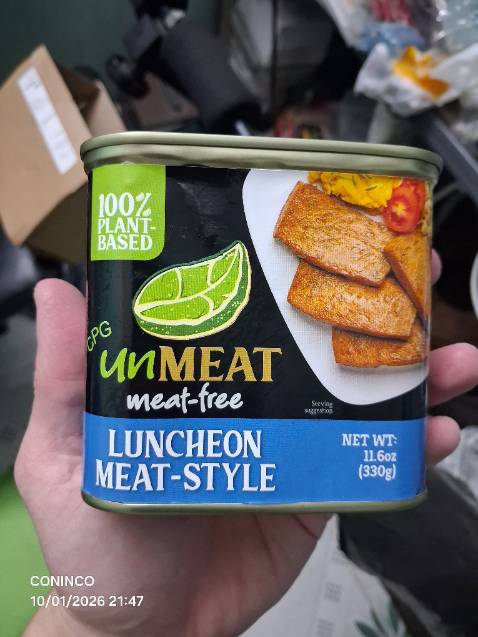 100%
PLANT-
BASED
CPG
unMEAT
meat-free
Serving
suggestion
LUNCHEON
MEAT-STYLE
NET WT:
11.6oz
(330g)
CONINCO
10/01/2026 21:47